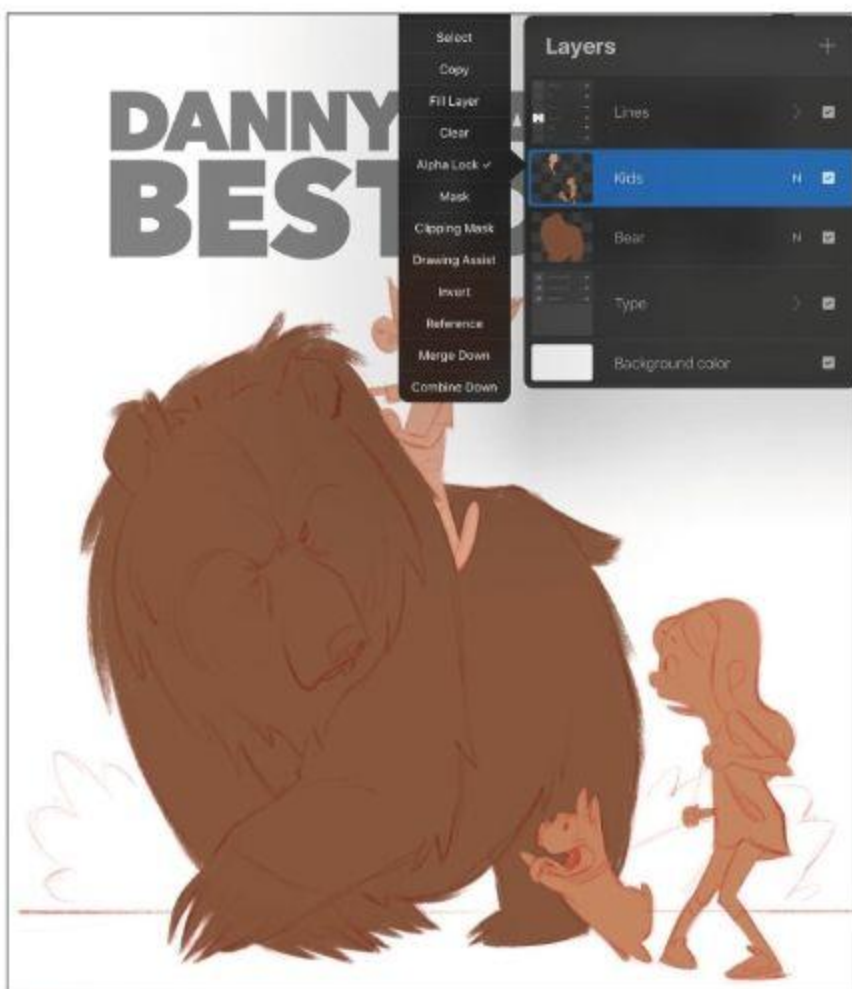 Select
Copy
Fill Layer
Clear
Alpha Lock ✓
Mask
Clipping Mask
Drawing Assist
Invert
Reference
Merge Down
Combine Down
Layers
Lines
Kids N
Bear N
Type
Background color
DANNY
BEST